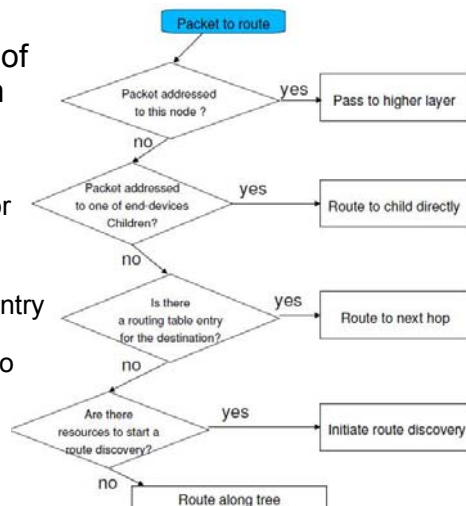 of
or
ntry
o
Packet to route
Packet addressed
to this node ?
yes
Pass to higher layer
no
Packet addressed
to one of end-devices
Children?
yes
Route to child directly
no
Is there
a routing table entry
for the destination?
yes
Route to next hop
no
Are there
resources to start a
route discovery?
yes
Initiate route discovery
no
Route along tree